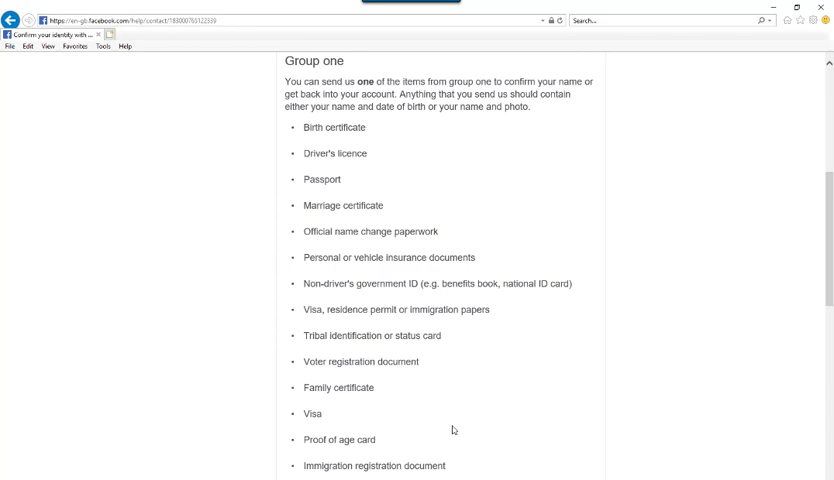 https://en-gb.facebook.com/help/contact/183000765122339
Search...
Confirm your identity with ...
File Edit View Favorites Tools Help
Group one
You can send us one of the items from group one to confirm your name or
get back into your account. Anything that you send us should contain
either your name and date of birth or your name and photo.
• Birth certificate
• Driver's licence
• Passport
• Marriage certificate
• Official name change paperwork
• Personal or vehicle insurance documents
• Non-driver's government ID (e.g. benefits book, national ID card)
• Visa, residence permit or immigration papers
• Tribal identification or status card
• Voter registration document
• Family certificate
• Visa
• Proof of age card
• Immigration registration document